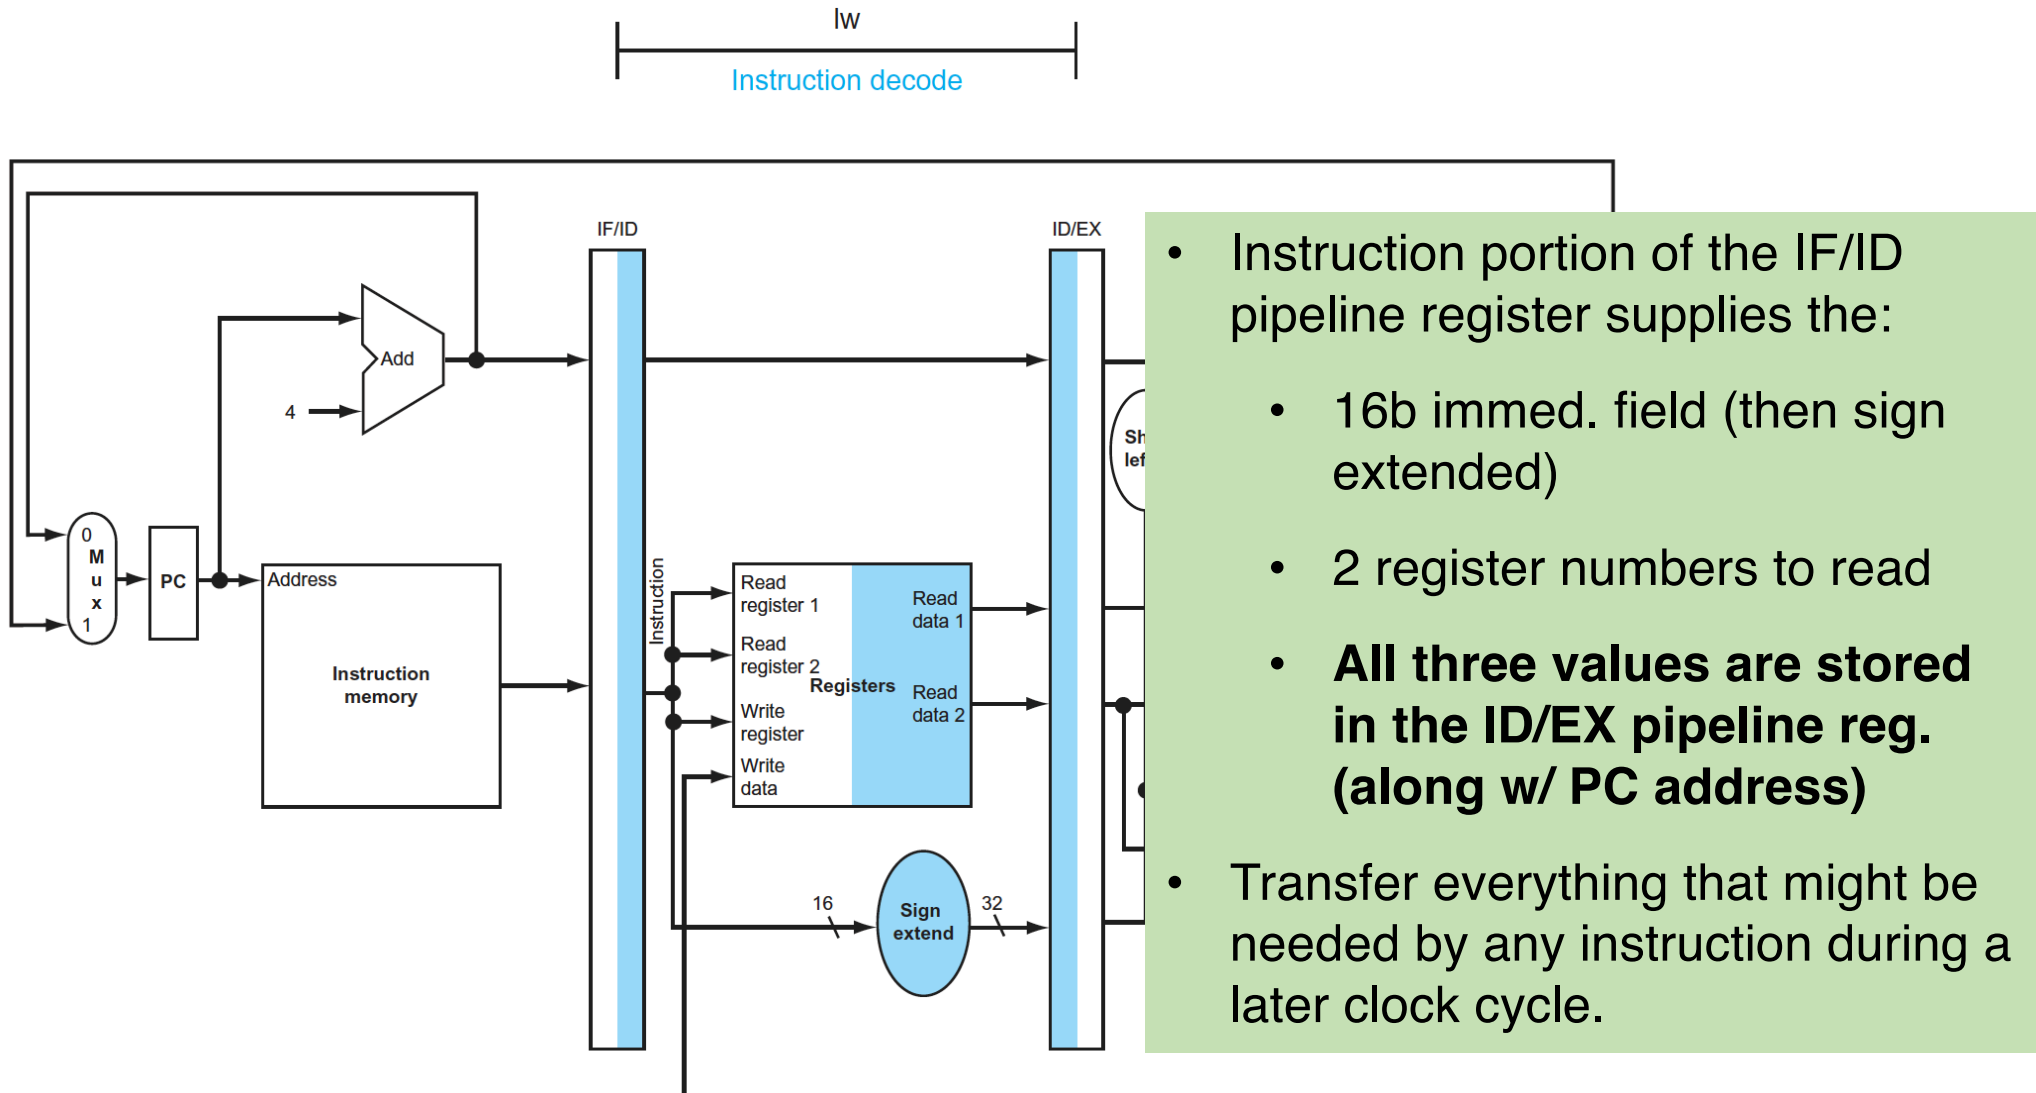 lw
Instruction decode
IF/ID
ID/EX
Add
4
0
M
u
x
1
PC
Address
Instruction
memory
Instruction
Read
register 1
Read
register 2
Registers
Write
register
Write
data
Read
data 1
Read
data 2
16
Sign
extend
32
• Instruction portion of the IF/ID
pipeline register supplies the:
• 16b immed. field (then sign
extended)
• 2 register numbers to read
• All three values are stored
in the ID/EX pipeline reg.
(along w/ PC address)
• Transfer everything that might be
needed by any instruction during a
later clock cycle.